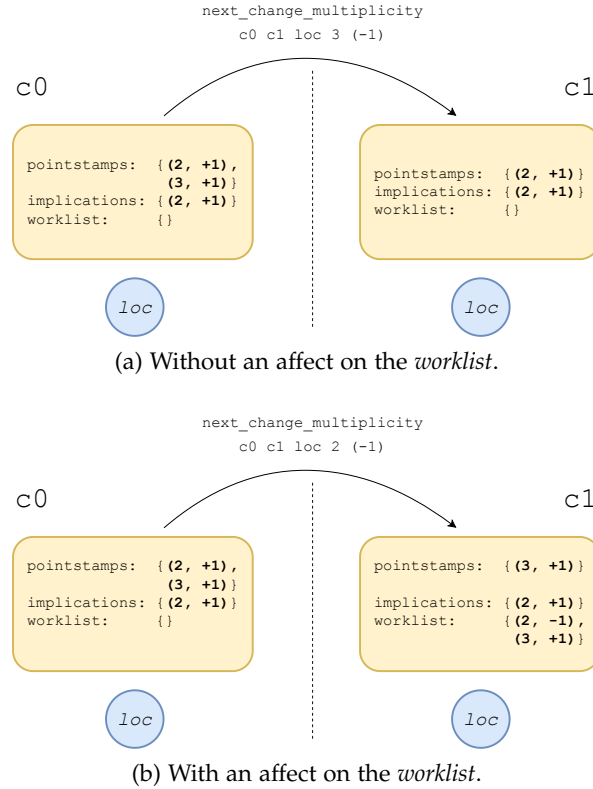 next_change_multiplicity
c0 c1 loc 3 (-1)
c0
c1
pointstamps: {(2, +1),
(3, +1)}
implications: {(2, +1)}
worklist: {}
pointstamps: {(2, +1)}
implications: {(2, +1)}
worklist: {}
loc
loc
(a) Without an affect on the worklist.
next_change_multiplicity
c0 c1 loc 2 (-1)
c0
c1
pointstamps: {(2, +1),
(3, +1)}
implications: {(2, +1)}
worklist: {}
pointstamps: {(3, +1)}
implications: {(2, +1)}
worklist: {(2, -1),
(3, +1)}
loc
loc
(b) With an affect on the worklist.